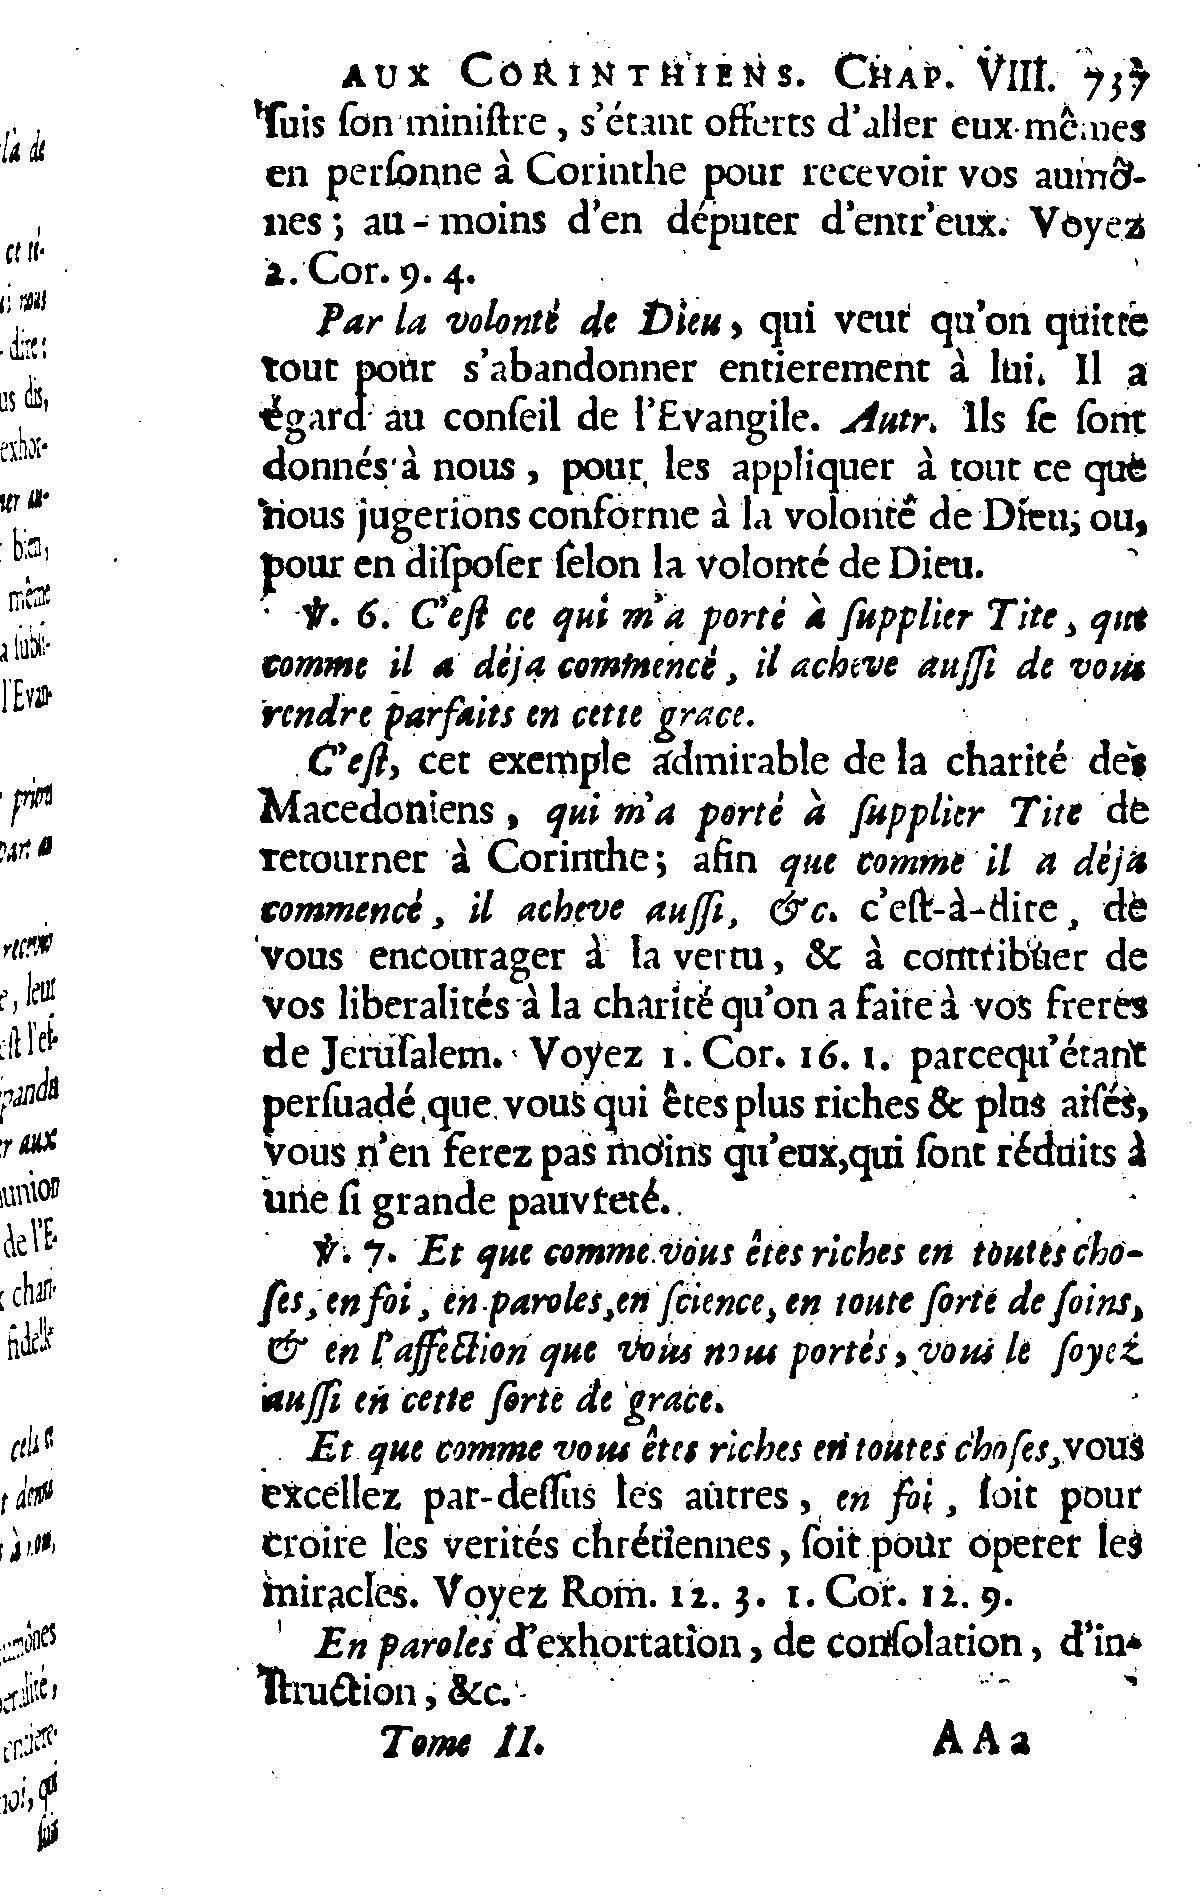 AUX CORINTHIENS. CHAP. VIII. 737
ſuis ſon miniſtre, s'étant offerts d'aller eux-mêmes
en perſonne à Corinthe pour recevoir vos aumô-
nes; au-moins d'en députer d'entr'eux. Voyez
2. Cor. 9. 4.
Par la volonté de Dieu, qui veut qu'on quitte
tout pour s'abandonner entierement à lui. Il a
égard au conſeil de l'Evangile. Autr. Ils ſe ſont
donnés à nous, pour les appliquer à tout ce que
nous jugerions conforme à la volonté de Dieu; ou,
pour en diſpoſer ſelon la volonté de Dieu.
℣. 6. C'eſt ce qui m'a porté à ſupplier Tite, que
comme il a déja commencé, il acheve auſſi de vous
rendre parfaits en cette grace.
C'eſt, cet exemple admirable de la charité des
Macedoniens, qui m'a porté à ſupplier Tite de
retourner à Corinthe; afin que comme il a déja
commencé, il acheve auſſi, &c. c'eſt-à-dire, de
vous encourager à la vertu, & à contribuer de
vos liberalités à la charité qu'on a faite à vos freres
de Jeruſalem. Voyez 1. Cor. 16. 1. parcequ'étant
perſuadé que vous qui êtes plus riches & plus aiſés,
vous n'en ferez pas moins qu'eux, qui ſont réduits à
une ſi grande pauvreté.
℣. 7. Et que comme vous êtes riches en toutes cho-
ſes, en foi, en paroles, en ſcience, en toute ſorte de ſoins,
& en l'affection que vous nous portés, vous le ſoyez
auſſi en cette ſorte de grace.
Et que comme vous êtes riches en toutes choſes, vous
excellez par-deſſus les autres, en foi, ſoit pour
croire les verités chrétiennes, ſoit pour operer les
miracles. Voyez Rom. 12. 3. 1. Cor. 12. 9.
En paroles d'exhortation, de conſolation, d'in-
ſtruction, &c.
Tome II. AAa